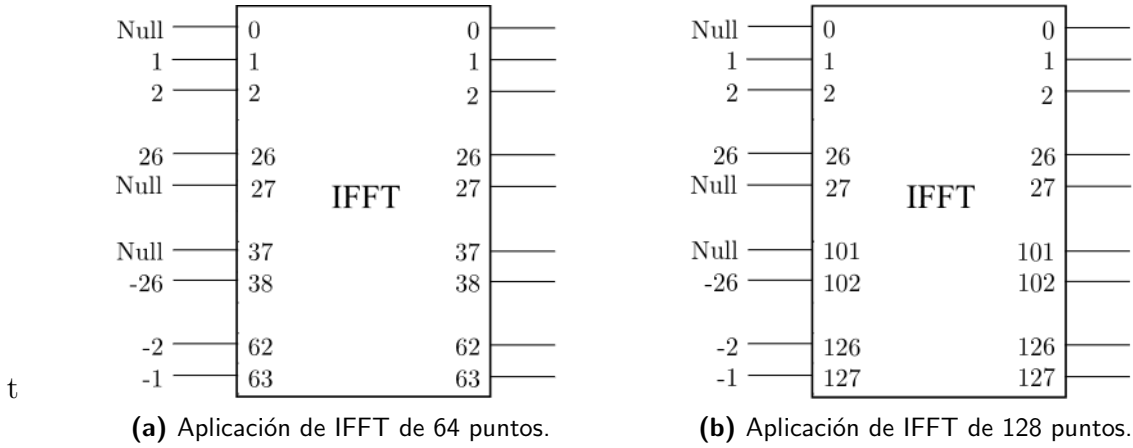 Null 0 0
1 1 1
2 2 2
26 26 26
Null 27 27
IFFT
Null 37 37
-26 38 38
-2 62 62
-1 63 63
t
(a) Aplicación de IFFT de 64 puntos.
Null 0 0
1 1 1
2 2 2
26 26 26
Null 27 27
IFFT
Null 101 101
-26 102 102
-2 126 126
-1 127 127
(b) Aplicación de IFFT de 128 puntos.